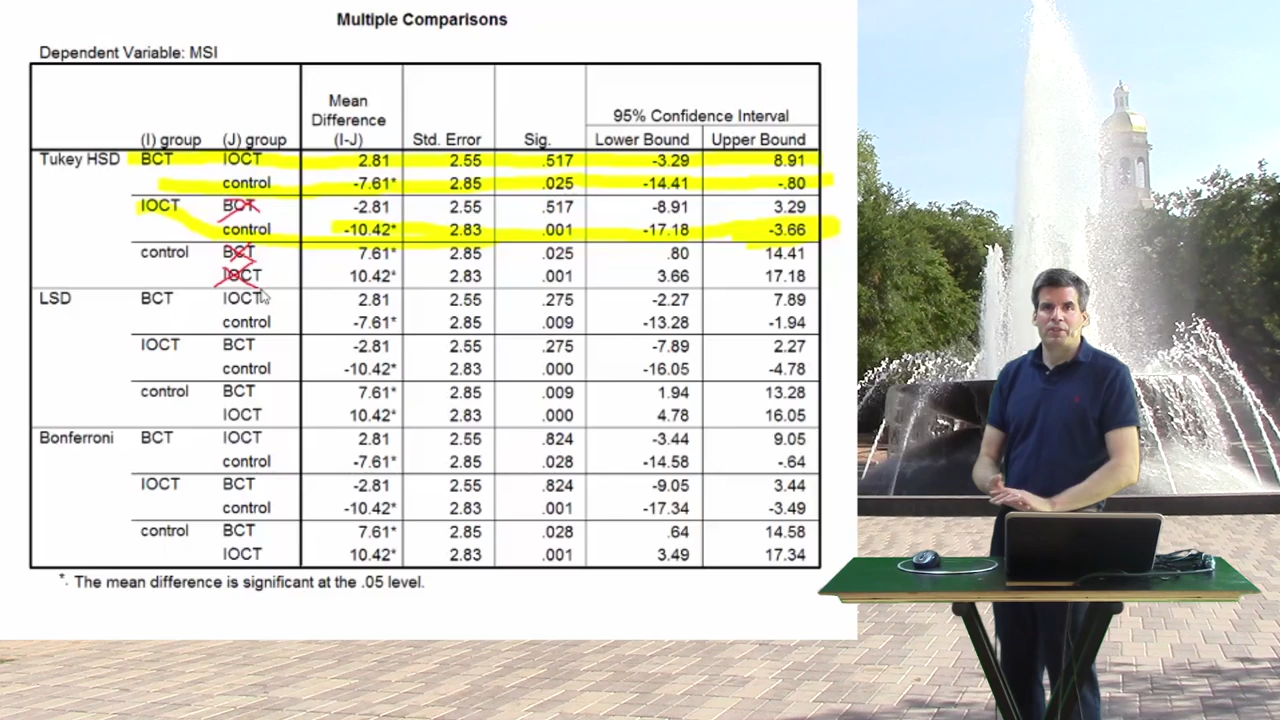 Multiple Comparisons
Dependent Variable: MSI
(I) group (J) group Mean Difference (I-J) Std. Error Sig. 95% Confidence Interval Lower Bound Upper Bound
Tukey HSD BCT IOCT 2.81 2.55 .517 -3.29 8.91
control -7.61* 2.85 .025 -14.41 -.80
IOCT BCT -2.81 2.55 .517 -8.91 3.29
control -10.42* 2.83 .001 -17.18 -3.66
control BCT 7.61* 2.85 .025 .80 14.41
IOCT 10.42* 2.83 .001 3.66 17.18
LSD BCT IOCT 2.81 2.55 .275 -2.27 7.89
control -7.61* 2.85 .009 -13.28 -1.94
IOCT BCT -2.81 2.55 .275 -7.89 2.27
control -10.42* 2.83 .000 -16.05 -4.78
control BCT 7.61* 2.85 .009 1.94 13.28
IOCT 10.42* 2.83 .000 4.78 16.05
Bonferroni BCT IOCT 2.81 2.55 .824 -3.44 9.05
control -7.61* 2.85 .028 -14.58 -.64
IOCT BCT -2.81 2.55 .824 -9.05 3.44
control -10.42* 2.83 .001 -17.34 -3.49
control BCT 7.61* 2.85 .028 .64 14.58
IOCT 10.42* 2.83 .001 3.49 17.34
*. The mean difference is significant at the .05 level.